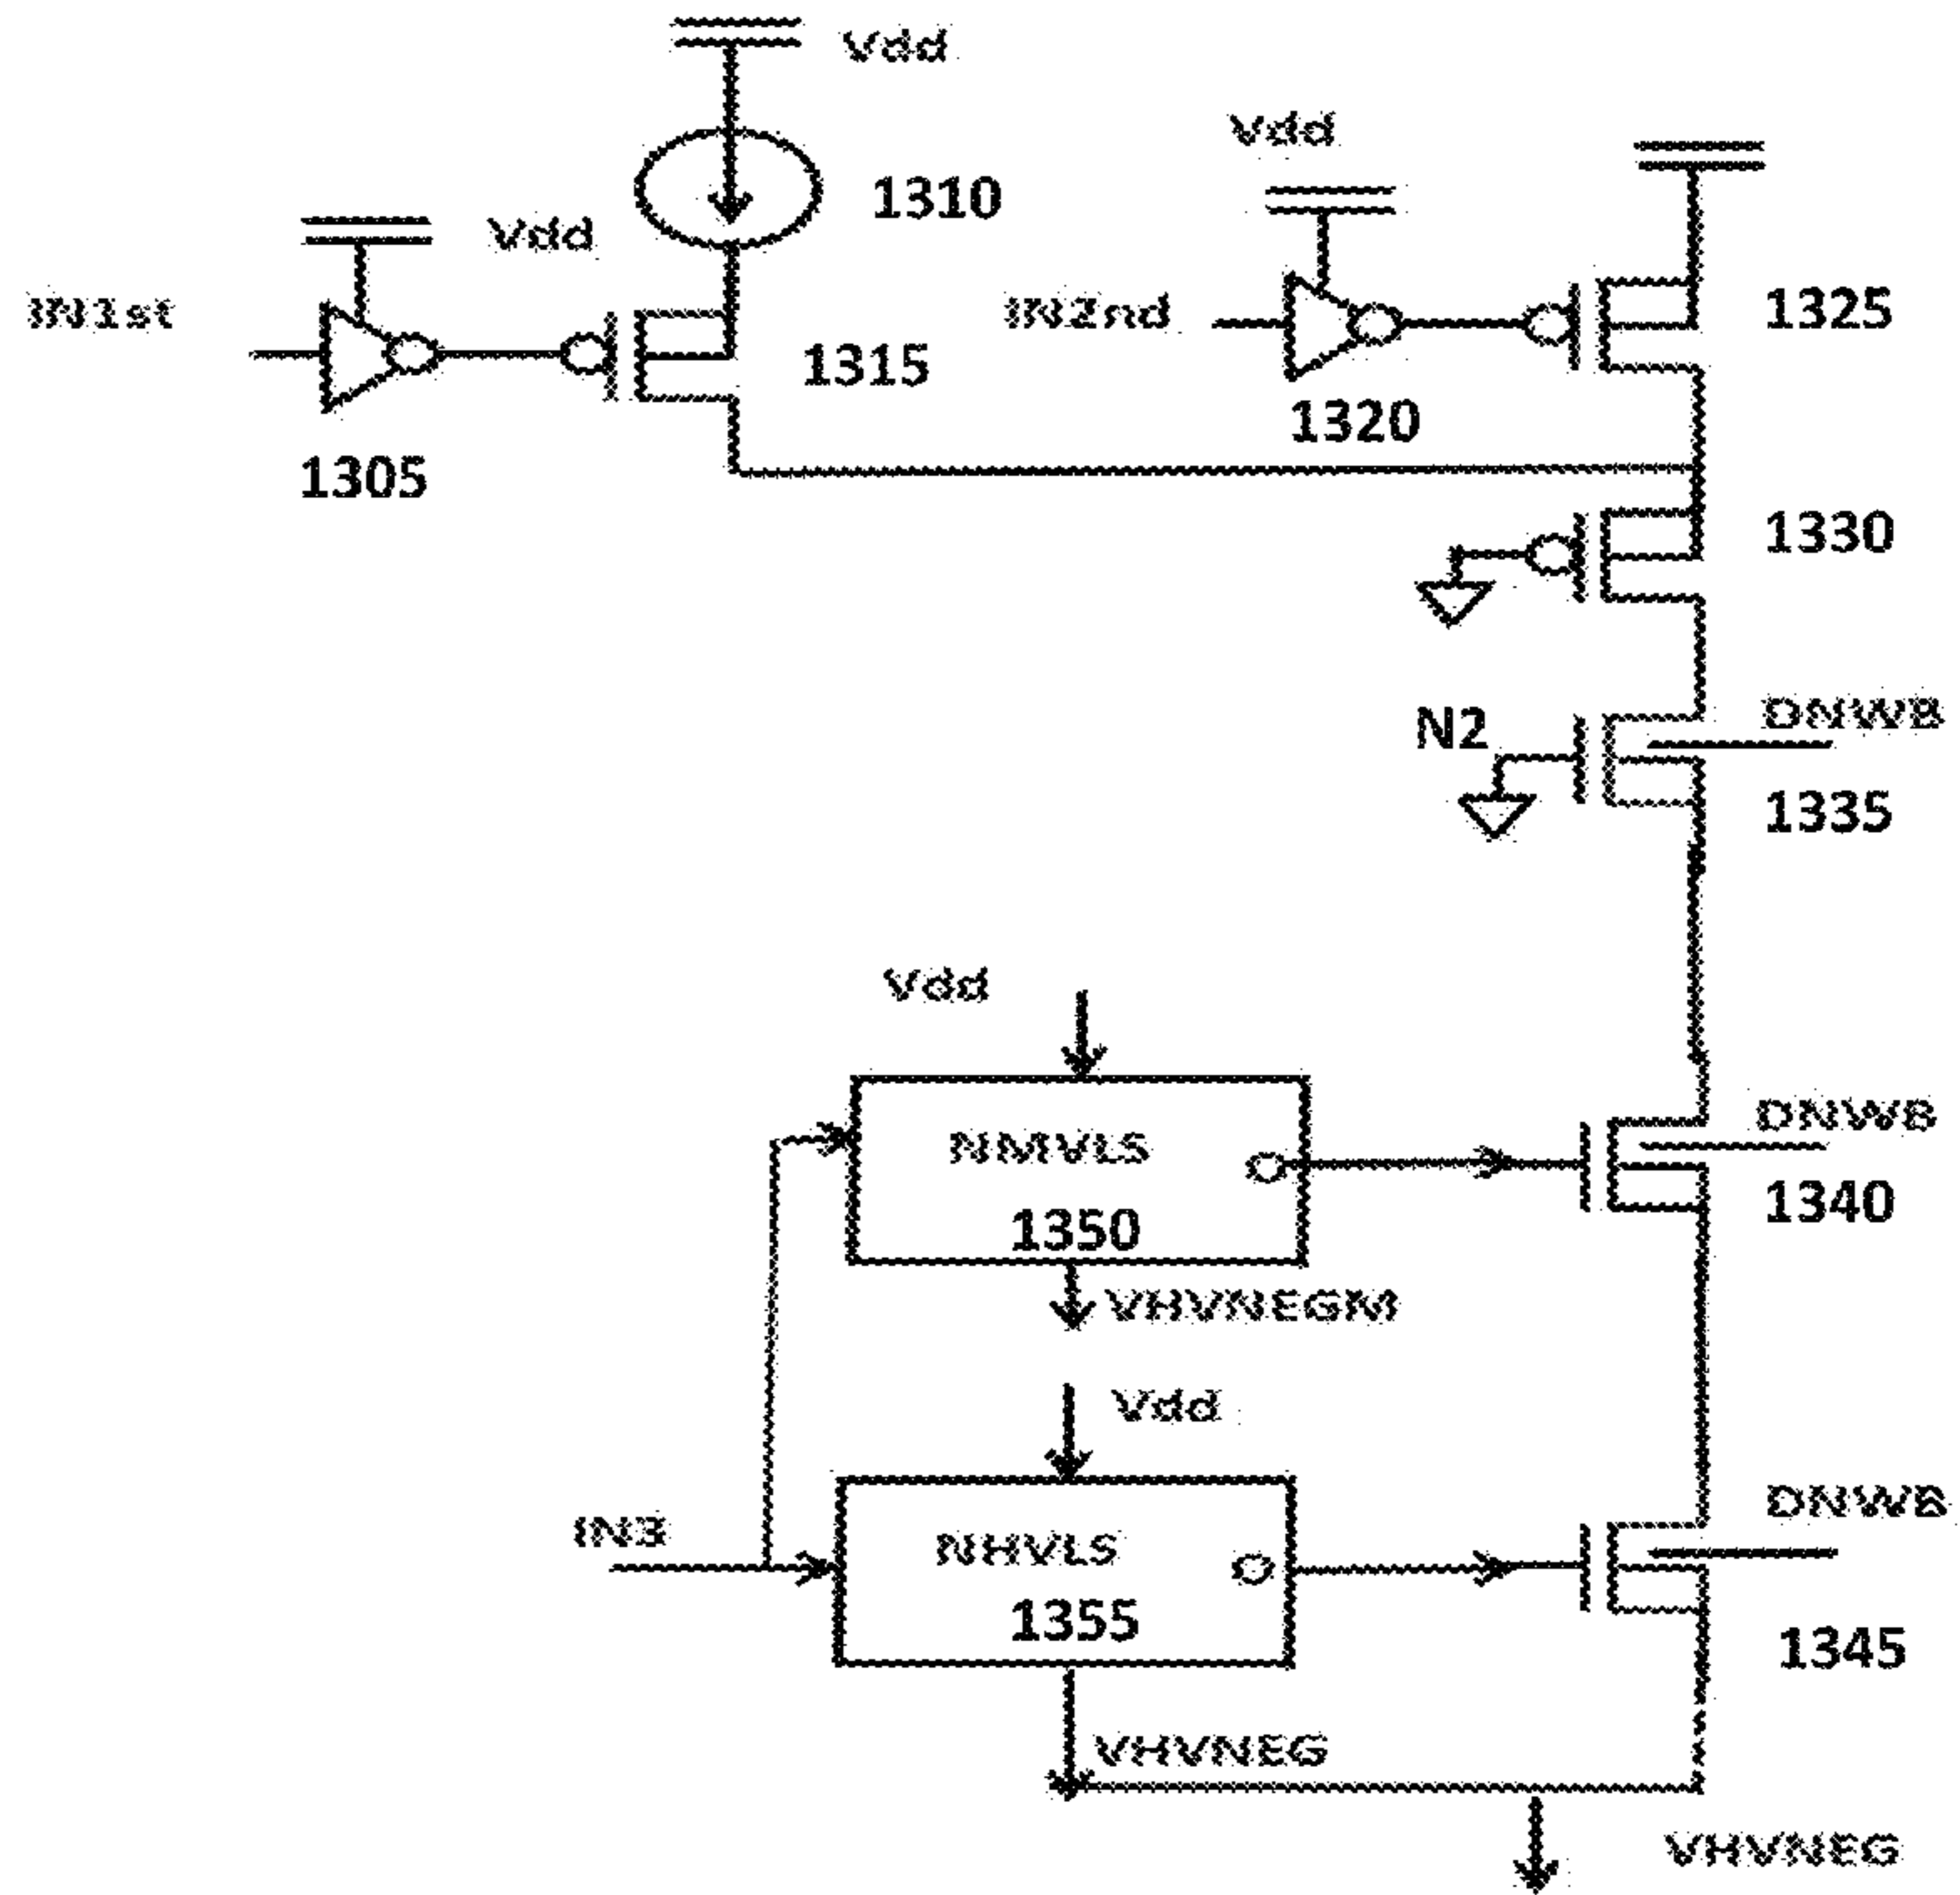 Vdd
1310
Vdd
Vdd
IN1st
IN2nd
1325
1315
1320
1305
1330
N2
DNWB
1335
Vdd
NMVLS
DNWB
1350
1340
VHVNEGM
Vdd
IN3
NHVLS
DNWB
1355
1345
VHVNEG
VHVNEG